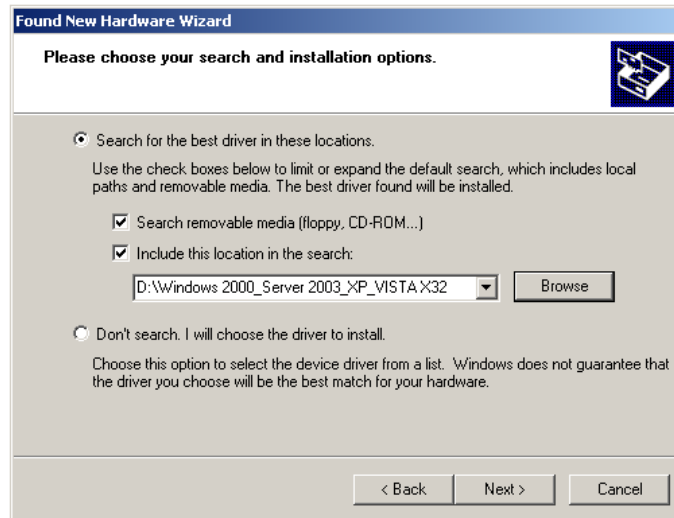 Found New Hardware Wizard
Please choose your search and installation options.
Search for the best driver in these locations.
Use the check boxes below to limit or expand the default search, which includes local
paths and removable media. The best driver found will be installed.
Search removable media (floppy, CD-ROM...)
Include this location in the search:
D:\Windows 2000_Server 2003_XP_VISTA X32
Browse
Don't search. I will choose the driver to install.
Choose this option to select the device driver from a list.  Windows does not guarantee that
the driver you choose will be the best match for your hardware.
< Back
Next >
Cancel